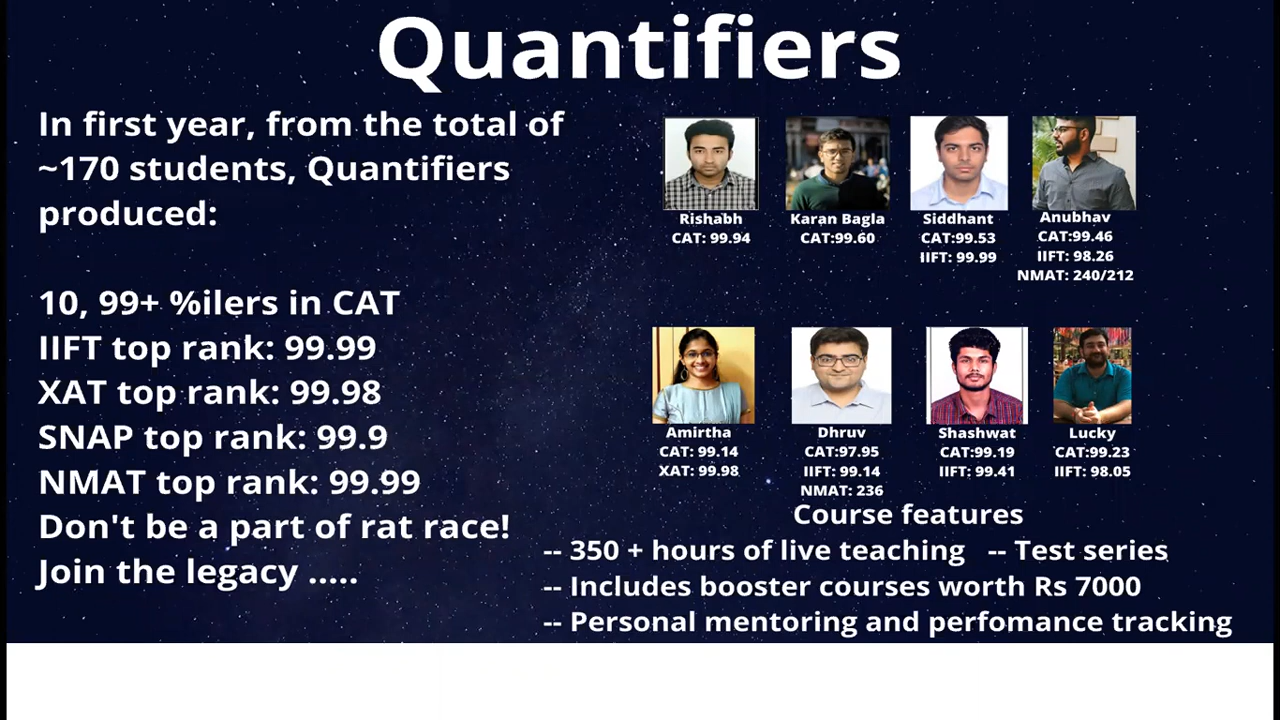 Quantifiers
In first year, from the total of
~170 students, Quantifiers
produced:
10, 99+ %ilers in CAT
IIFT top rank: 99.99
XAT top rank: 99.98
SNAP top rank: 99.9
NMAT top rank: 99.99
Don't be a part of rat race!
Join the legacy .....
Rishabh
CAT: 99.94
Karan Bagla
CAT:99.60
Siddhant
CAT:99.53
IIFT: 99.99
Anubhav
CAT:99.46
IIFT: 98.26
NMAT: 240/212
Amirtha
CAT: 99.14
XAT: 99.98
Dhruv
CAT:97.95
IIFT: 99.14
NMAT: 236
Shashwat
CAT:99.19
IIFT: 99.41
Lucky
CAT:99.23
IIFT: 98.05
Course features
-- 350 + hours of live teaching -- Test series
-- Includes booster courses worth Rs 7000
-- Personal mentoring and perfomance tracking